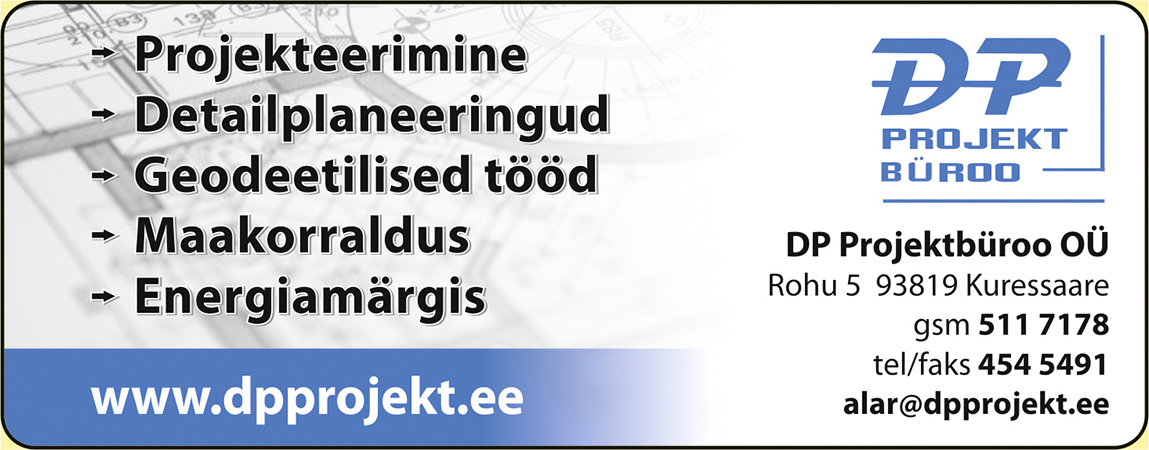 Projekteerimine
Detailplaneeringud
Geodeetilised tööd
Maakorraldus
Energiamärgis
www.dpprojekt.ee
DP
PROJEKT
BÜROO
DP Projektbüroo OÜ
Rohu 5 93819 Kuressaare
gsm 511 7178
tel/faks 454 5491
alar@dpprojekt.ee